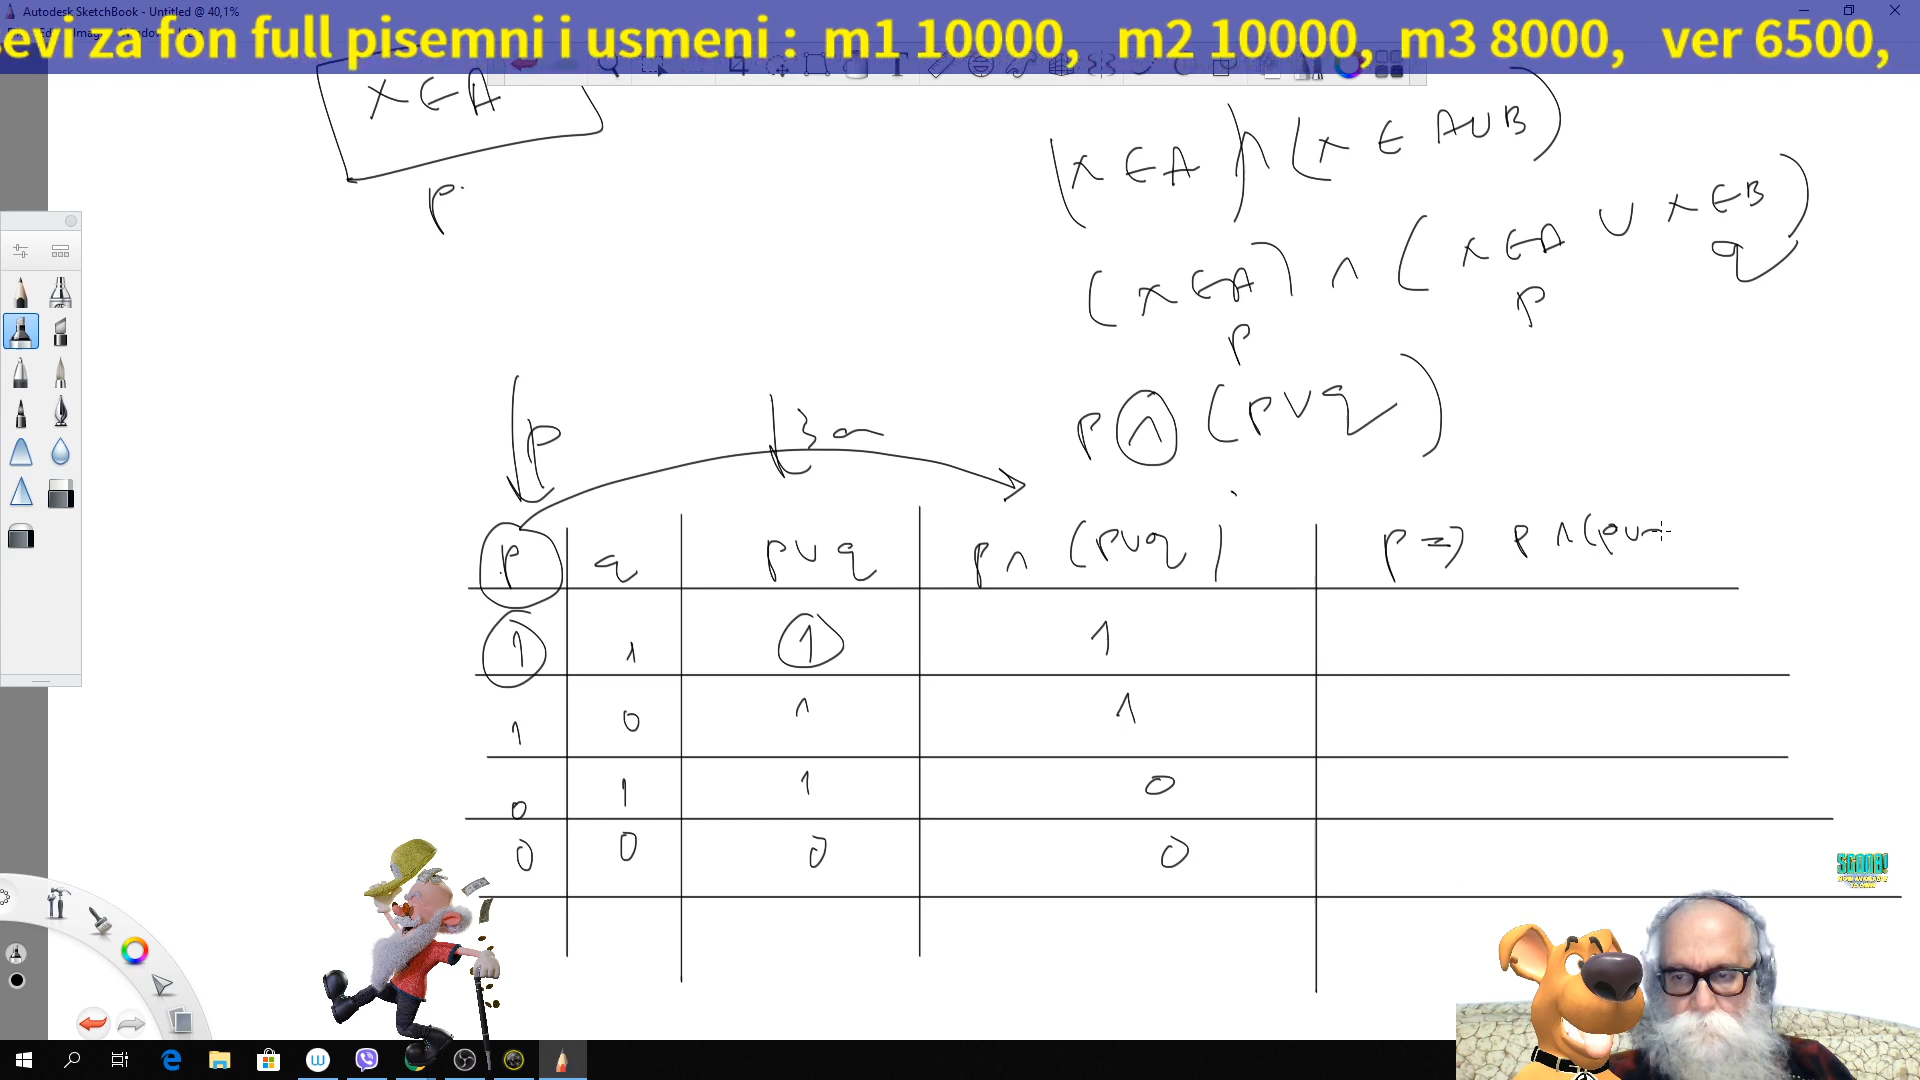 Autodesk SketchBook - Untitled @ 40,1%
evi za fon full pisemni i usmeni : m1 10000, m2 10000, m3 8000, ver 6500,
x∈A
p
(x∈A) ∧ (x ∈ A∪B)
(x∈A) ∧ (x∈A ∪ x∈B)
p p q
p ∧ (p∨q)
p
p q p∨q p∧(p∨q) p ⇒ p∧(p∨
1 1 1 1
1 0 1 1
0 1 1 0
0 0 0 0
SCOOB!